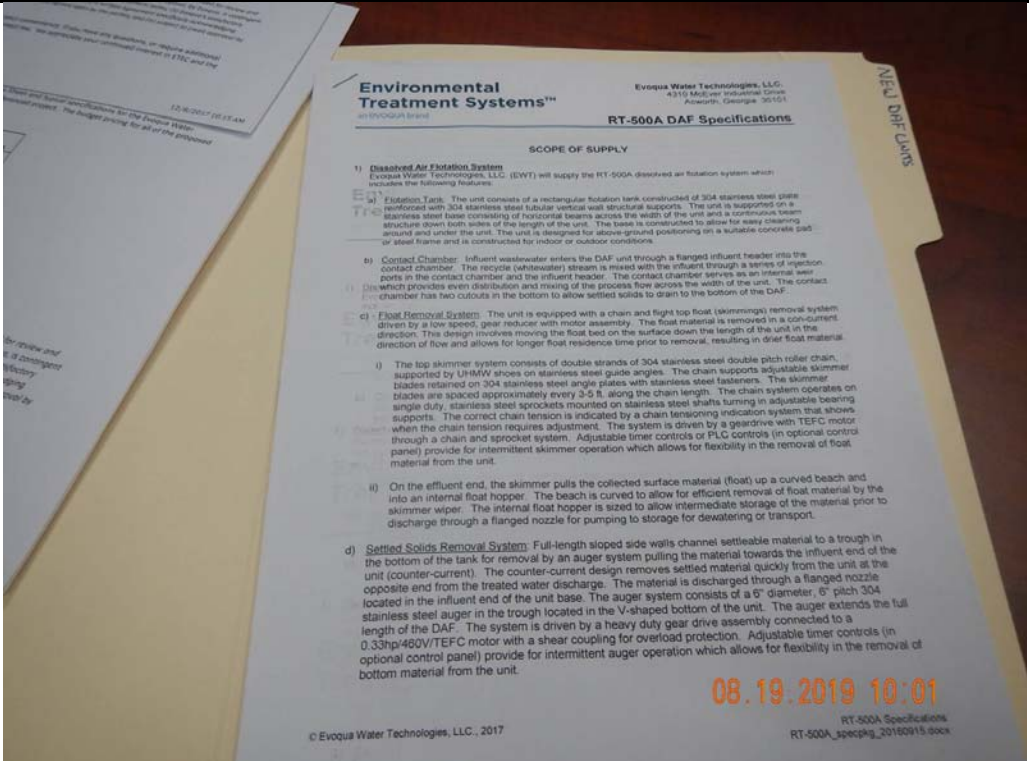 Environmental
Treatment Systems™
an EVOQUA brand
Evoqua Water Technologies, LLC.
4310 McEver Industrial Drive
Acworth, Georgia 30101
RT-500A DAF Specifications
SCOPE OF SUPPLY
1) Dissolved Air Flotation System
Evoqua Water Technologies, LLC. (EWT) will supply the RT-500A dissolved air flotation system which
includes the following features:
a) Flotation Tank: The unit consists of a rectangular flotation tank constructed of 304 stainless steel plate
reinforced with 304 stainless steel tubular vertical wall structural supports. The unit is supported on a
stainless steel base consisting of horizontal beams across the width of the unit and a continuous beam
structure down both sides of the length of the unit. The base is constructed to allow for easy cleaning
around and under the unit. The unit is designed for above-ground positioning on a suitable concrete pad
or steel frame and is constructed for indoor or outdoor conditions.
b) Contact Chamber: Influent wastewater enters the DAF unit through a flanged influent header into the
contact chamber. The recycle (whitewater) stream is mixed with the influent through a series of injection
ports in the contact chamber and the influent header. The contact chamber serves as an internal weir
which provides even distribution and mixing of the process flow across the width of the unit. The contact
chamber has two cutouts in the bottom to allow settled solids to drain to the bottom of the DAF.
c) Float Removal System: The unit is equipped with a chain and flight top float (skimmings) removal system
driven by a low speed, gear reducer with motor assembly. The float material is removed in a con-current
direction. This design involves moving the float bed on the surface down the length of the unit in the
direction of flow and allows for longer float residence time prior to removal, resulting in drier float material.
i) The top skimmer system consists of double strands of 304 stainless steel double pitch roller chain,
supported by UHMW shoes on stainless steel guide angles. The chain supports adjustable skimmer
blades retained on 304 stainless steel angle plates with stainless steel fasteners. The skimmer
blades are spaced approximately every 3-5 ft. along the chain length. The chain system operates on
single duty, stainless steel sprockets mounted on stainless steel shafts turning in adjustable bearing
supports. The correct chain tension is indicated by a chain tensioning indication system that shows
when the chain tension requires adjustment. The system is driven by a geardrive with TEFC motor
through a chain and sprocket system. Adjustable timer controls or PLC controls (in optional control
panel) provide for intermittent skimmer operation which allows for flexibility in the removal of float
material from the unit.
ii) On the effluent end, the skimmer pulls the collected surface material (float) up a curved beach and
into an internal float hopper. The beach is curved to allow for efficient removal of float material by the
skimmer wiper. The internal float hopper is sized to allow intermediate storage of the material prior to
discharge through a flanged nozzle for pumping to storage for dewatering or transport.
d) Settled Solids Removal System: Full-length sloped side walls channel settleable material to a trough in
the bottom of the tank for removal by an auger system pulling the material towards the influent end of the
unit (counter-current). The counter-current design removes settled material quickly from the unit at the
opposite end from the treated water discharge. The material is discharged through a flanged nozzle
located in the influent end of the unit base. The auger system consists of a 6" diameter, 6" pitch 304
stainless steel auger in the trough located in the V-shaped bottom of the unit. The auger extends the full
length of the DAF. The system is driven by a heavy duty gear drive assembly connected to a
0.33hp/460V/TEFC motor with a shear coupling for overload protection. Adjustable timer controls (in
optional control panel) provide for intermittent auger operation which allows for flexibility in the removal of
bottom material from the unit.
© Evoqua Water Technologies, LLC., 2017
RT-500A Specifications
RT-500A_specpkg_20160915.docx
08.19.2019 10:01
NEW DAF UNITS
12/6/2017 10:15 AM